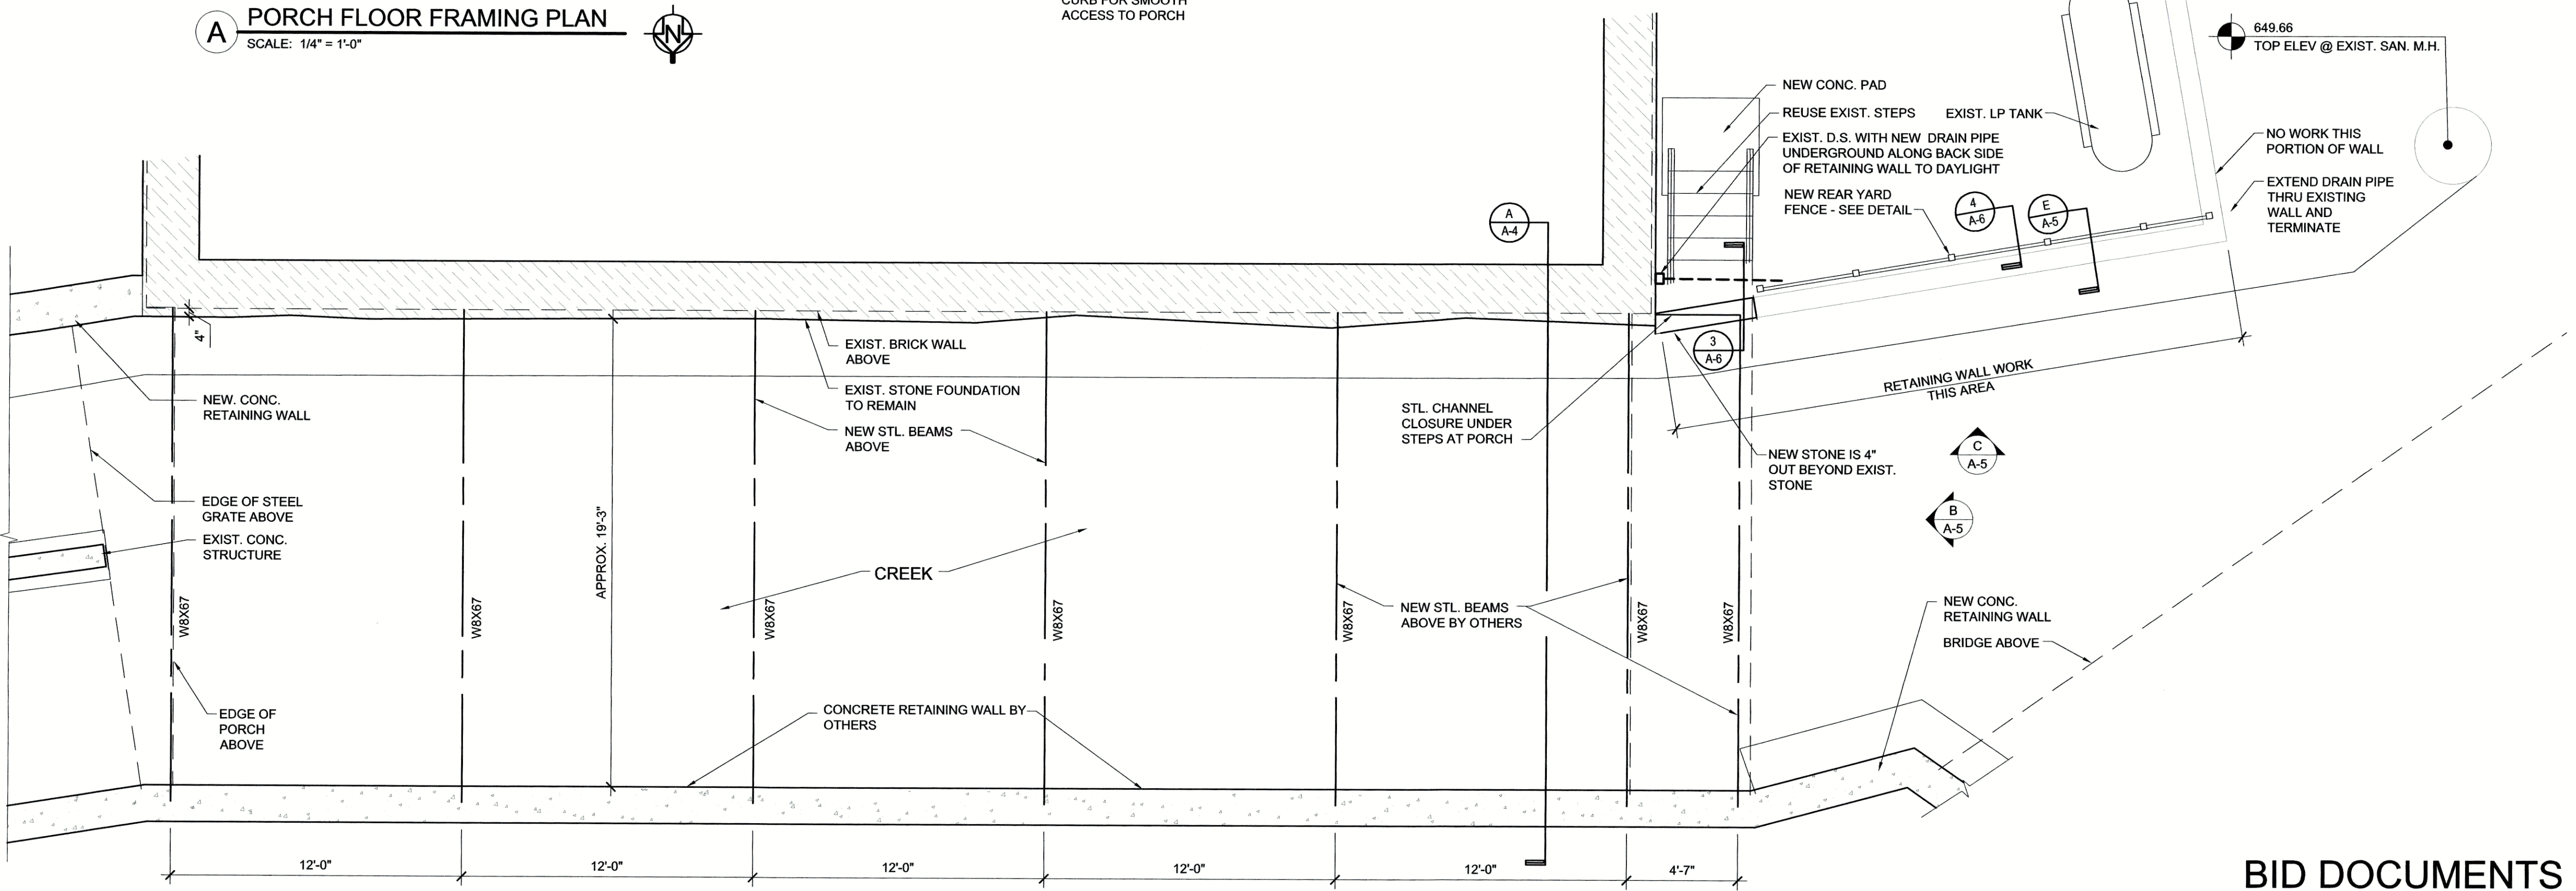 A
PORCH FLOOR FRAMING PLAN
SCALE: 1/4" = 1'-0"
N
CURB FOR SMOOTH
ACCESS TO PORCH
649.66
TOP ELEV @ EXIST. SAN. M.H.
NEW CONC. PAD
REUSE EXIST. STEPS
EXIST. LP TANK
EXIST. D.S. WITH NEW DRAIN PIPE
UNDERGROUND ALONG BACK SIDE
OF RETAINING WALL TO DAYLIGHT
NEW REAR YARD
FENCE - SEE DETAIL
NO WORK THIS
PORTION OF WALL
EXTEND DRAIN PIPE
THRU EXISTING
WALL AND
TERMINATE
4
A-6
E
A-5
A
A-4
3
A-6
4"
EXIST. BRICK WALL
ABOVE
EXIST. STONE FOUNDATION
TO REMAIN
NEW STL. BEAMS
ABOVE
NEW. CONC.
RETAINING WALL
STL. CHANNEL
CLOSURE UNDER
STEPS AT PORCH
RETAINING WALL WORK
THIS AREA
NEW STONE IS 4"
OUT BEYOND EXIST.
STONE
C
A-5
B
A-5
EDGE OF STEEL
GRATE ABOVE
EXIST. CONC.
STRUCTURE
APPROX. 19'-3"
CREEK
W8X67
W8X67
W8X67
W8X67
W8X67
W8X67
W8X67
NEW STL. BEAMS
ABOVE BY OTHERS
NEW CONC.
RETAINING WALL
BRIDGE ABOVE
EDGE OF
PORCH
ABOVE
CONCRETE RETAINING WALL BY
OTHERS
12'-0"
12'-0"
12'-0"
12'-0"
12'-0"
4'-7"
BID DOCUMENTS